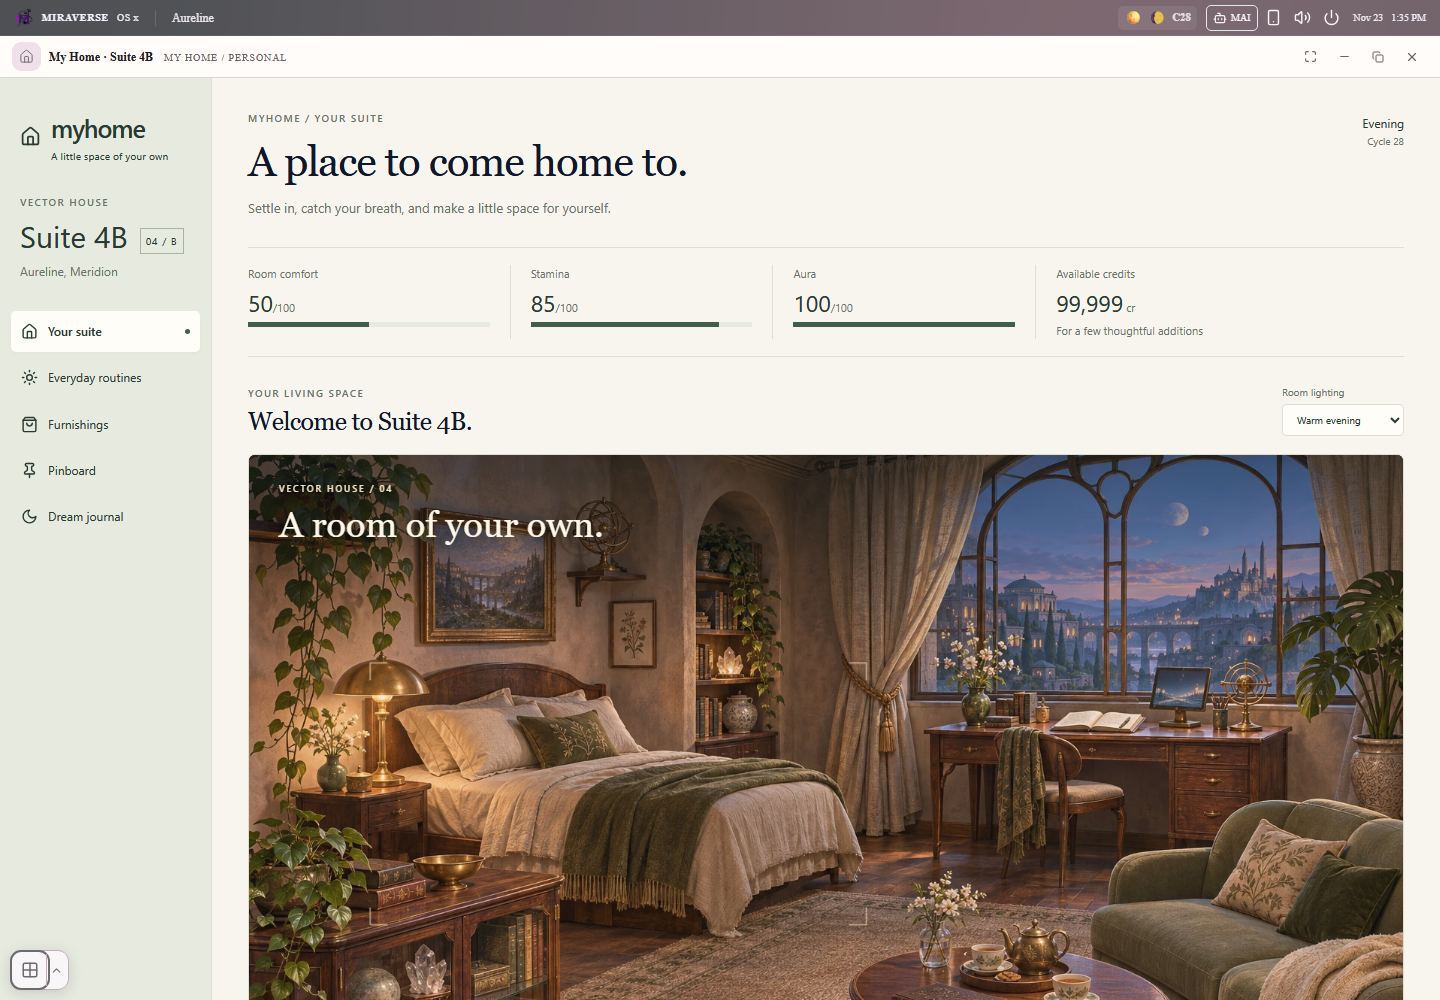 MIRAVERSE OS x Aureline C28 MAI Nov 23 1:35 PM
My Home · Suite 4B MY HOME / PERSONAL
myhome
A little space of your own
VECTOR HOUSE
Suite 4B 04 / B
Aureline, Meridion
Your suite
Everyday routines
Furnishings
Pinboard
Dream journal
MYHOME / YOUR SUITE
A place to come home to.
Settle in, catch your breath, and make a little space for yourself.
Evening
Cycle 28
Room comfort
50/100
Stamina
85/100
Aura
100/100
Available credits
99,999 cr
For a few thoughtful additions
YOUR LIVING SPACE
Welcome to Suite 4B.
Room lighting
Warm evening
VECTOR HOUSE / 04
A room of your own.